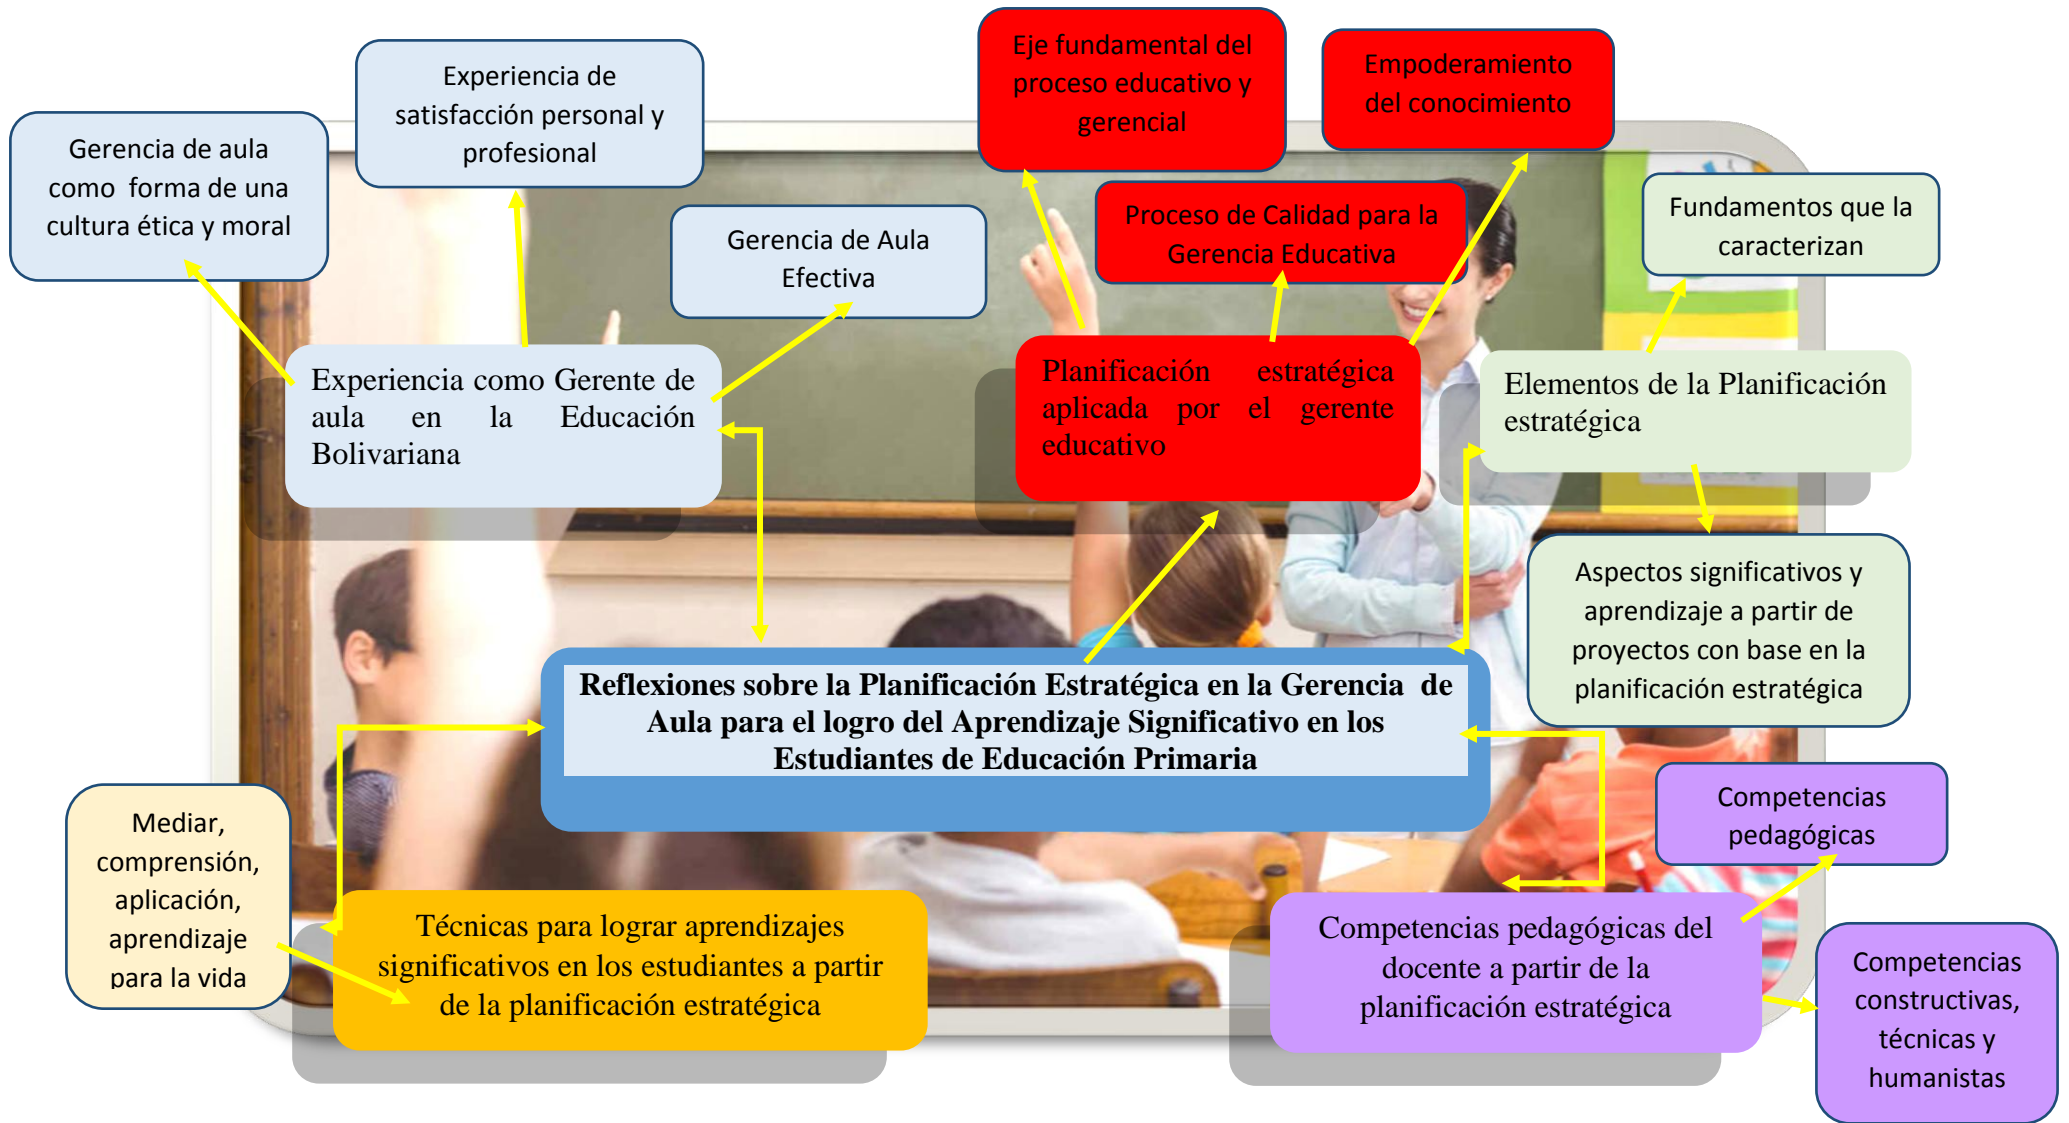 Eje fundamental del
proceso educativo y
gerencial
Empoderamiento
del conocimiento
Experiencia de
satisfacción personal y
profesional
Gerencia de aula
como forma de una
cultura ética y moral
Gerencia de Aula
Efectiva
Proceso de Calidad para la
Gerencia Educativa
Fundamentos que la
caracterizan
Experiencia como Gerente de
aula en la Educación
Bolivariana
Planificación estratégica
aplicada por el gerente
educativo
Elementos de la Planificación
estratégica
Aspectos significativos y
aprendizaje a partir de
proyectos con base en la
planificación estratégica
Reflexiones sobre la Planificación Estratégica en la Gerencia de
Aula para el logro del Aprendizaje Significativo en los
Estudiantes de Educación Primaria
Mediar,
comprensión,
aplicación,
aprendizaje
para la vida
Técnicas para lograr aprendizajes
significativos en los estudiantes a partir
de la planificación estratégica
Competencias
pedagógicas
Competencias pedagógicas del
docente a partir de la
planificación estratégica
Competencias
constructivas,
técnicas y
humanistas